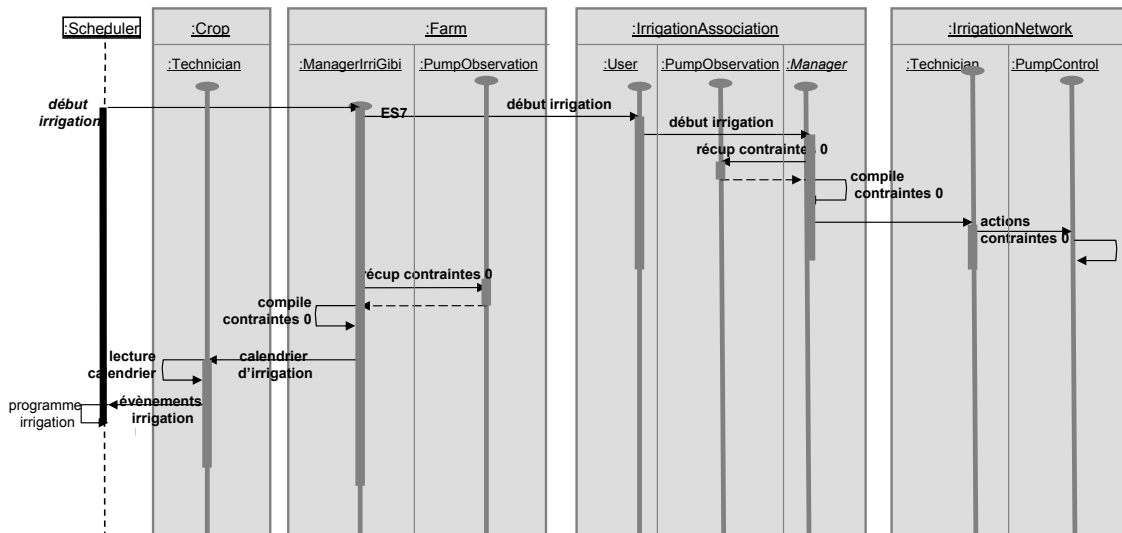 :Scheduler
:Crop
:Farm
:IrrigationAssociation
:IrrigationNetwork
:Technician
:ManagerIrriGibi
:PumpObservation
:User
:PumpObservation
:Manager
:Technician
:PumpControl
début
irrigation
ES7
début irrigation
début irrigation
récup contraintes 0
compile
contraintes 0
actions
contraintes 0
récup contraintes 0
compile
contraintes 0
lecture
calendrier
calendrier
d'irrigation
évènements
irrigation
programme
irrigation